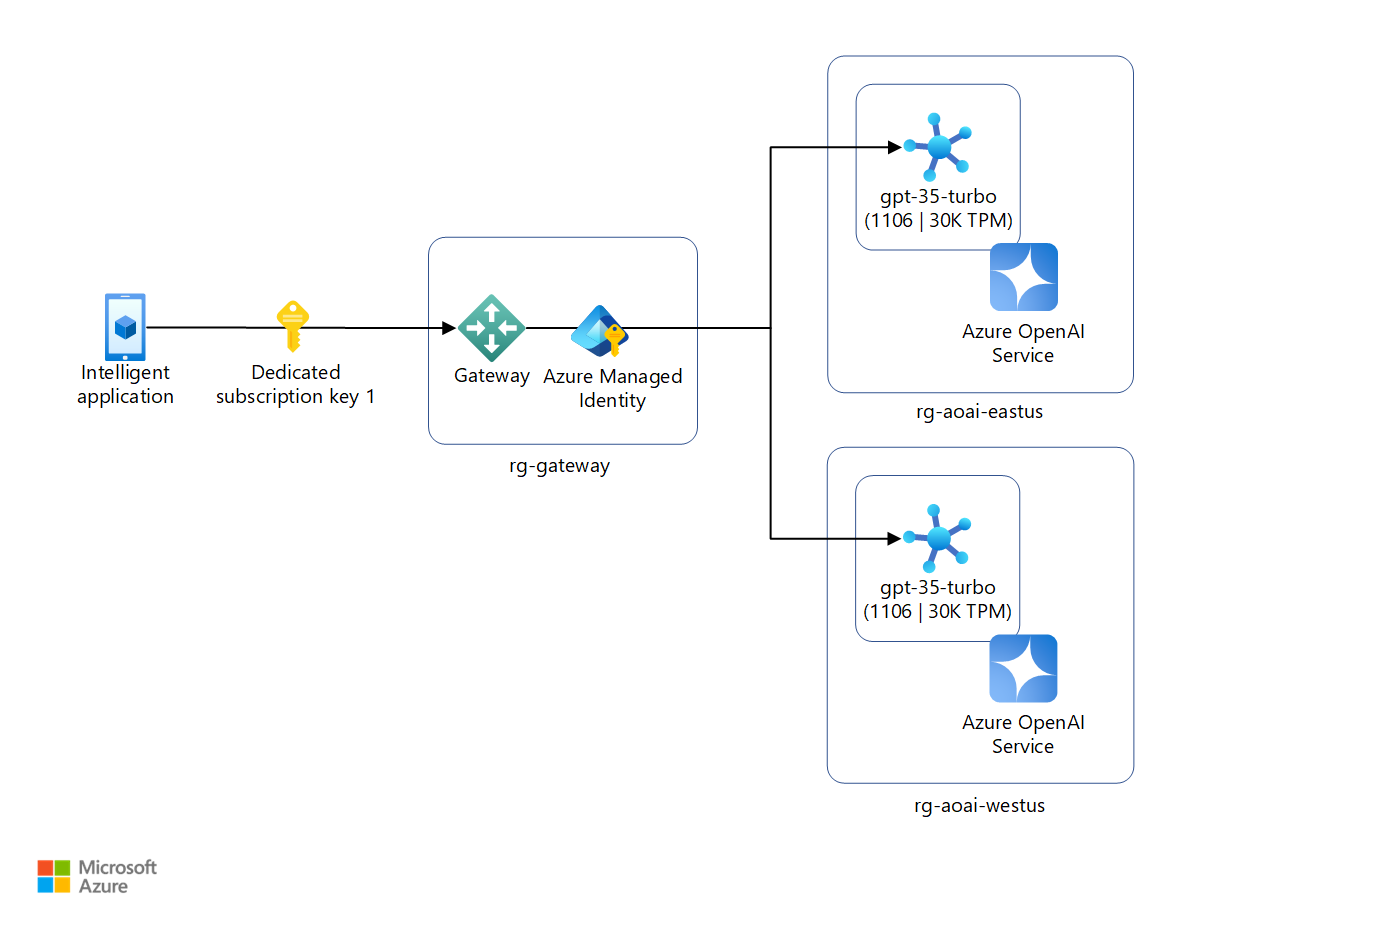 Intelligent
application
Dedicated
subscription key 1
Gateway
Azure Managed
Identity
rg-gateway
gpt-35-turbo
(1106 | 30K TPM)
Azure OpenAI
Service
rg-aoai-eastus
gpt-35-turbo
(1106 | 30K TPM)
Azure OpenAI
Service
rg-aoai-westus
Microsoft
Azure